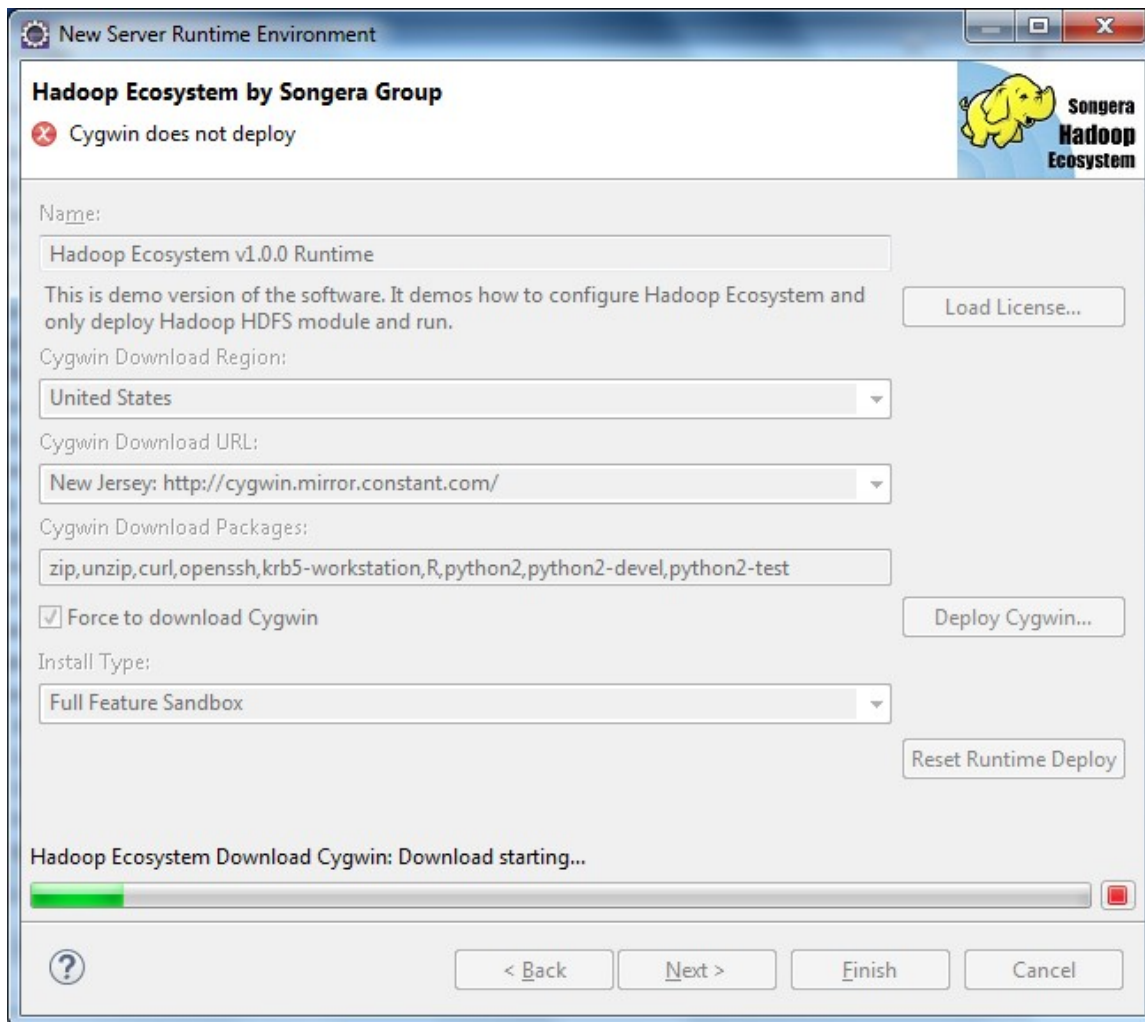 New Server Runtime Environment
Hadoop Ecosystem by Songera Group
Cygwin does not deploy
Songera
Hadoop
Ecosystem
Name:
Hadoop Ecosystem v1.0.0 Runtime
This is demo version of the software. It demos how to configure Hadoop Ecosystem and
only deploy Hadoop HDFS module and run.
Load License...
Cygwin Download Region:
United States
Cygwin Download URL:
New Jersey: http://cygwin.mirror.constant.com/
Cygwin Download Packages:
zip,unzip,curl,openssh,krb5-workstation,R,python2,python2-devel,python2-test
Force to download Cygwin
Deploy Cygwin...
Install Type:
Full Feature Sandbox
Reset Runtime Deploy
Hadoop Ecosystem Download Cygwin: Download starting...
?
< Back
Next >
Finish
Cancel